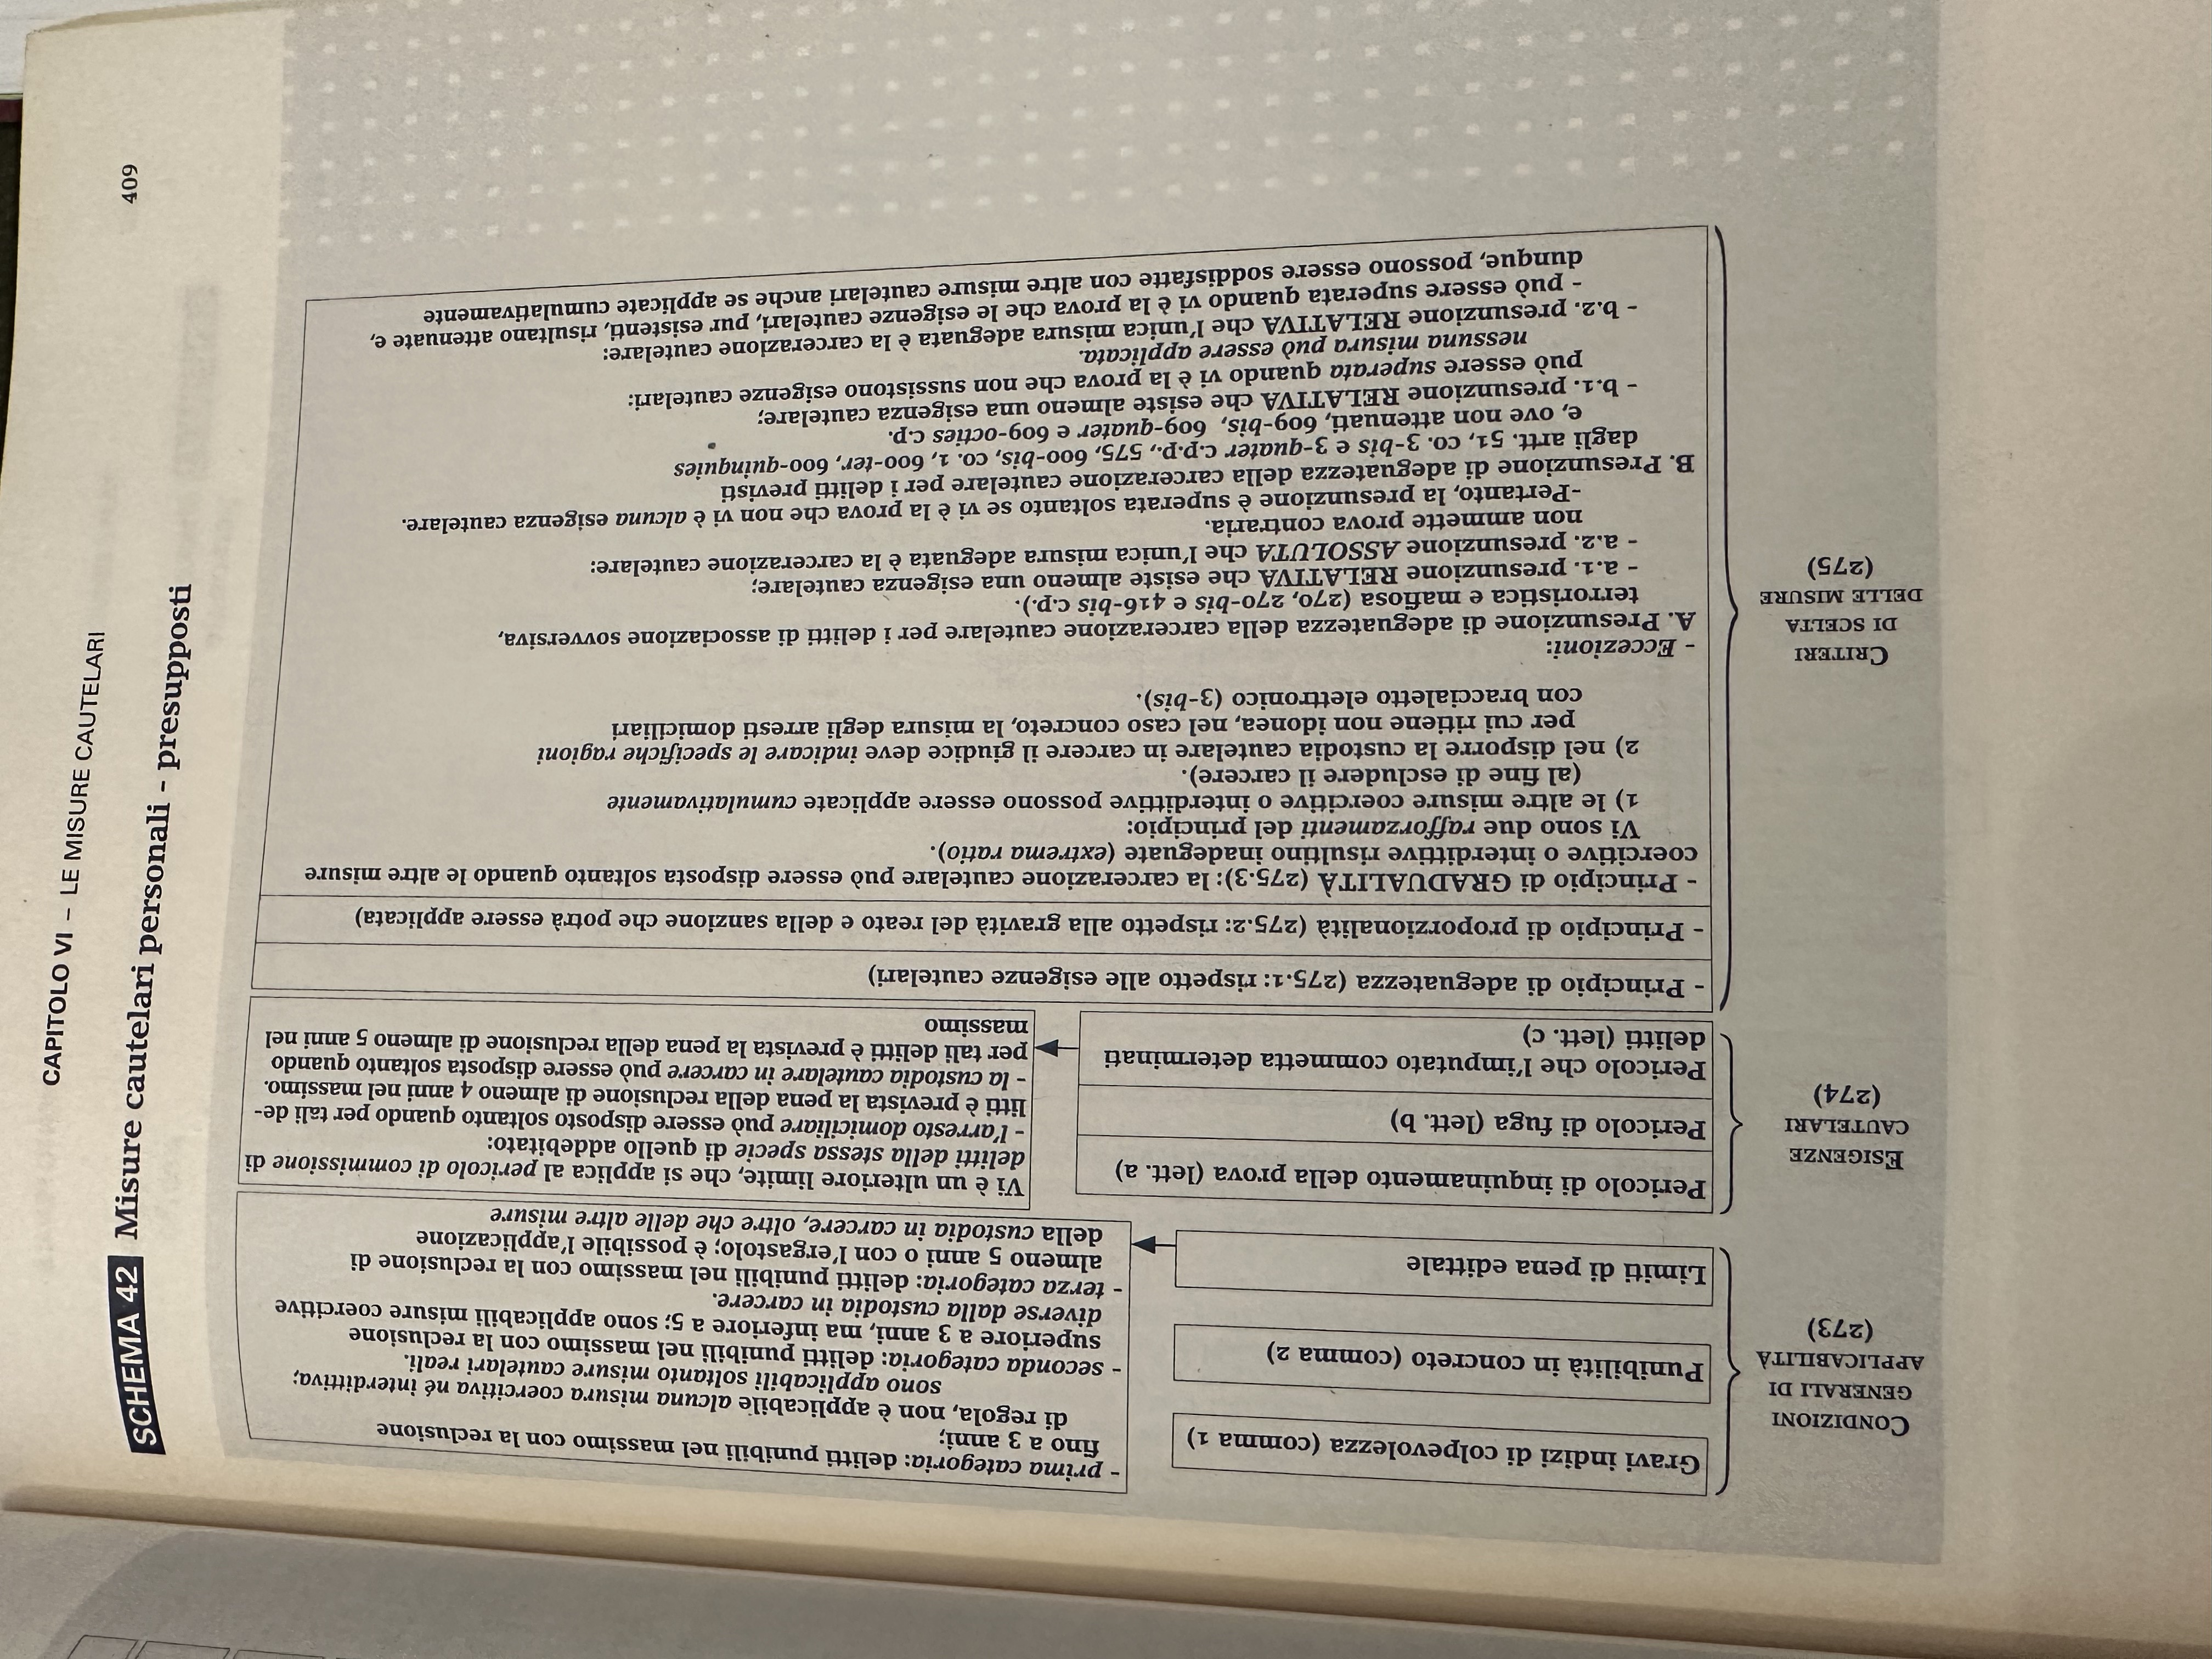 CAPITOLO VI – LE MISURE CAUTELARI
409
SCHEMA 42 Misure cautelari personali - presupposti
CONDIZIONI
GENERALI DI
APPLICABILITÀ
(273)
Gravi indizi di colpevolezza (comma 1)
Punibilità in concreto (comma 2)
Limiti di pena edittale
- prima categoria: delitti punibili nel massimo con la reclusione
fino a 3 anni;
di regola, non è applicabile alcuna misura coercitiva né interdittiva;
sono applicabili soltanto misure cautelari reali.
- seconda categoria: delitti punibili nel massimo con la reclusione
superiore a 3 anni, ma inferiore a 5; sono applicabili misure coercitive
diverse dalla custodia in carcere.
- terza categoria: delitti punibili nel massimo con la reclusione di
almeno 5 anni o con l'ergastolo; è possibile l'applicazione
della custodia in carcere, oltre che delle altre misure
ESIGENZE
CAUTELARI
(274)
Pericolo di inquinamento della prova (lett. a)
Pericolo di fuga (lett. b)
Pericolo che l'imputato commetta determinati
delitti (lett. c)
Vi è un ulteriore limite, che si applica al pericolo di commissione di
delitti della stessa specie di quello addebitato:
- l'arresto domiciliare può essere disposto soltanto quando per tali de-
litti è prevista la pena della reclusione di almeno 4 anni nel massimo.
- la custodia cautelare in carcere può essere disposta soltanto quando
per tali delitti è prevista la pena della reclusione di almeno 5 anni nel
massimo
CRITERI
DI SCELTA
DELLE MISURE
(275)
- Principio di adeguatezza (275.1: rispetto alle esigenze cautelari)
- Principio di proporzionalità (275.2: rispetto alla gravità del reato e della sanzione che potrà essere applicata)
- Principio di GRADUALITÀ (275.3): la carcerazione cautelare può essere disposta soltanto quando le altre misure
coercitive o interdittive risultino inadeguate (extrema ratio).
Vi sono due rafforzamenti del principio:
1) le altre misure coercitive o interdittive possono essere applicate cumulativamente
(al fine di escludere il carcere).
2) nel disporre la custodia cautelare in carcere il giudice deve indicare le specifiche ragioni
per cui ritiene non idonea, nel caso concreto, la misura degli arresti domiciliari
con braccialetto elettronico (3-bis).
- Eccezioni:
A. Presunzione di adeguatezza della carcerazione cautelare per i delitti di associazione sovversiva,
terroristica e mafiosa (270, 270-bis e 416-bis c.p.).
- a.1. presunzione RELATIVA che esiste almeno una esigenza cautelare;
- a.2. presunzione ASSOLUTA che l'unica misura adeguata è la carcerazione cautelare:
non ammette prova contraria.
-Pertanto, la presunzione è superata soltanto se vi è la prova che non vi è alcuna esigenza cautelare.
B. Presunzione di adeguatezza della carcerazione cautelare per i delitti previsti
dagli artt. 51, co. 3-bis e 3-quater c.p.p., 575, 600-bis, co. 1, 600-ter, 600-quinquies
e, ove non attenuati, 609-bis, 609-quater e 609-octies c.p.
- b.1. presunzione RELATIVA che esiste almeno una esigenza cautelare;
può essere superata quando vi è la prova che non sussistono esigenze cautelari:
nessuna misura può essere applicata.
- b.2. presunzione RELATIVA che l'unica misura adeguata è la carcerazione cautelare:
- può essere superata quando vi è la prova che le esigenze cautelari, pur esistenti, risultano attenuate e,
dunque, possono essere soddisfatte con altre misure cautelari anche se applicate cumulativamente